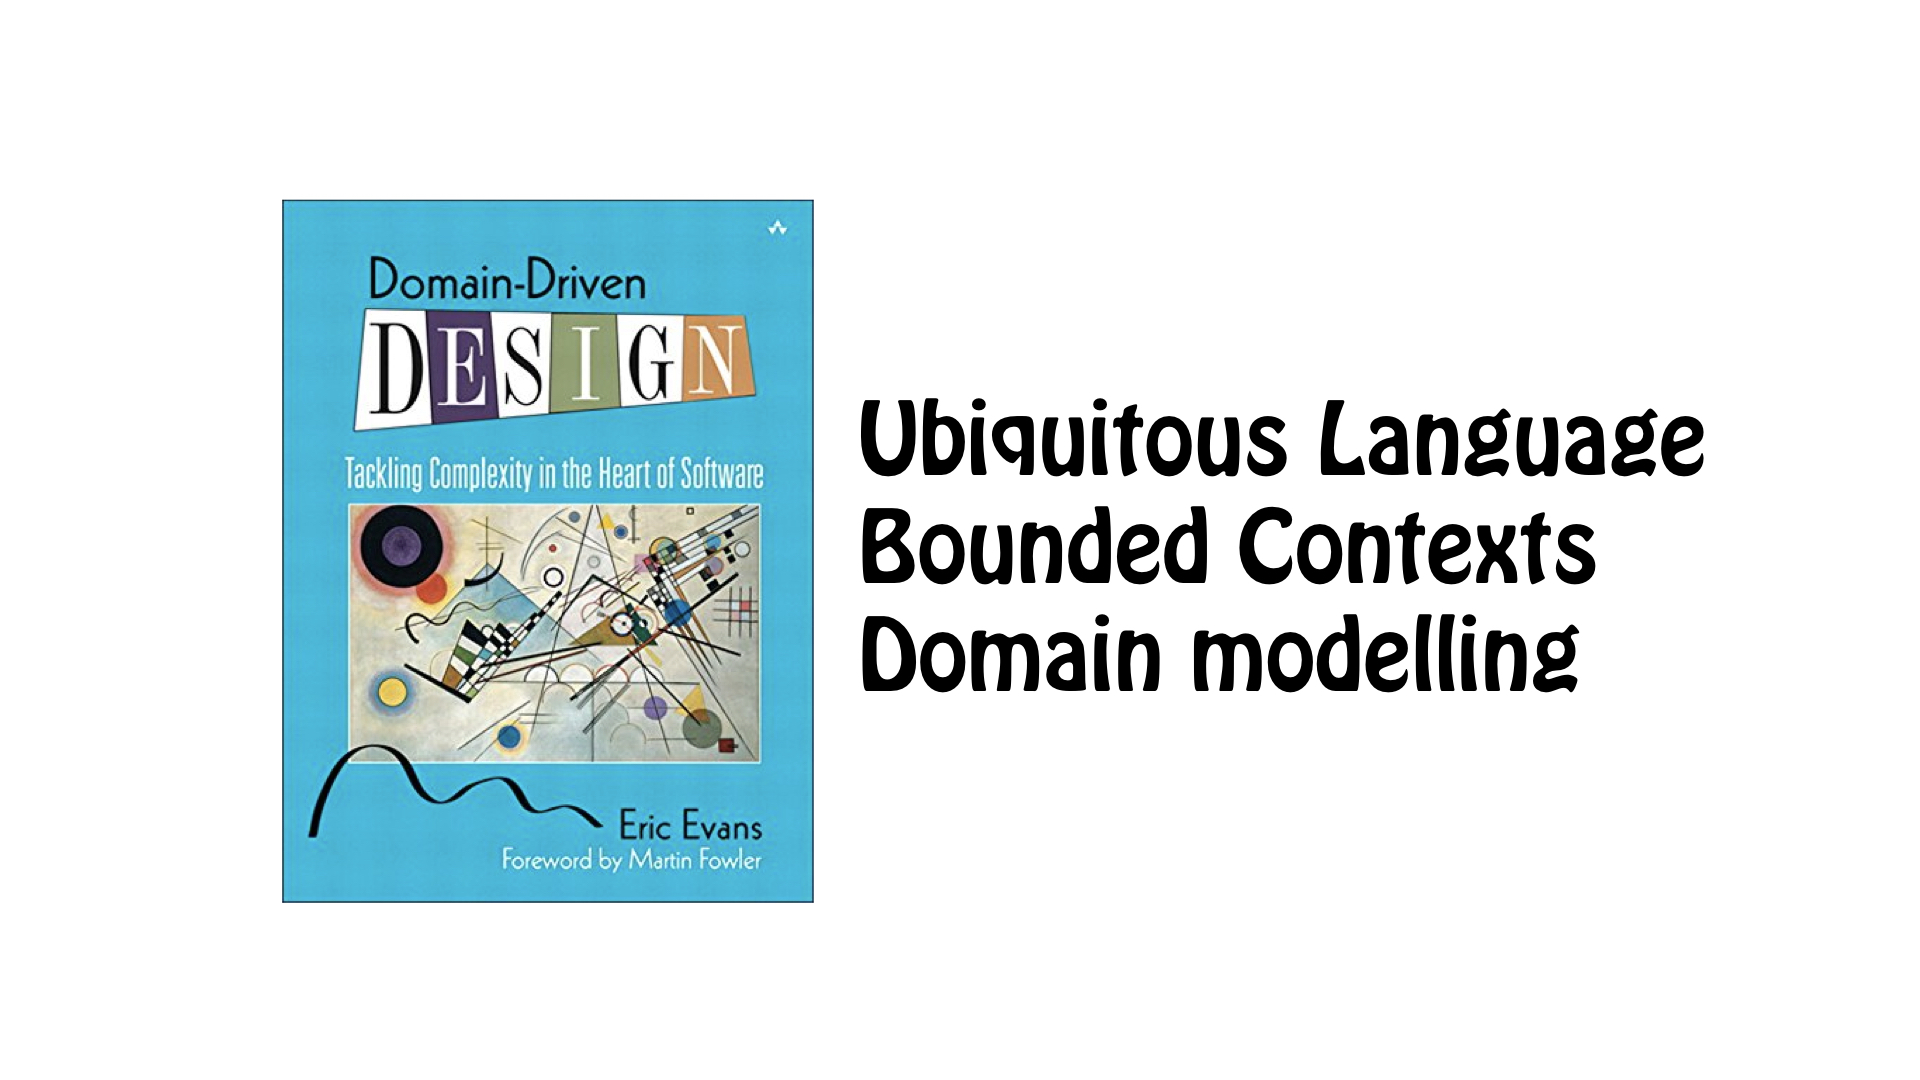 Domain-Driven
DESIGN
Tackling Complexity in the Heart of Software
Eric Evans
Foreword by Martin Fowler
Ubiquitous Language
Bounded Contexts
Domain modelling